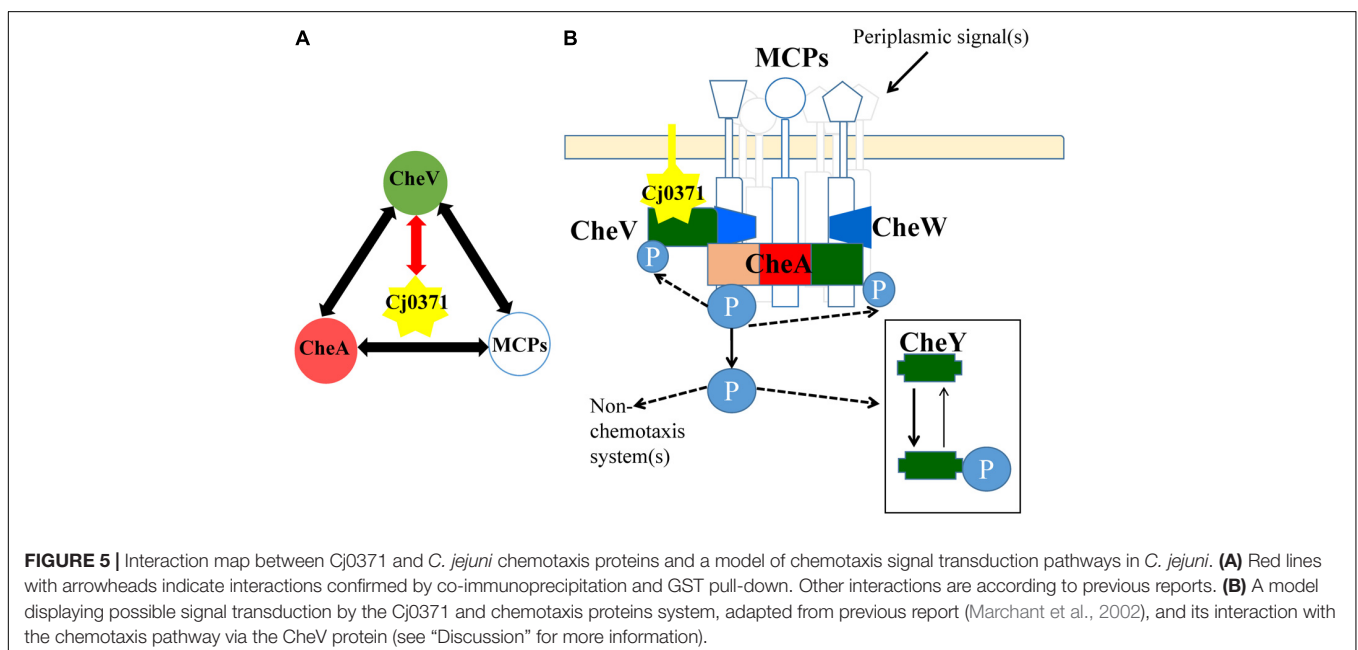 A
CheV
Cj0371
CheA
MCPs
B
Periplasmic signal(s)
MCPs
Cj0371
CheV
CheW
P
CheA
P
P
CheY
P
Non-
chemotaxis
system(s)
P
FIGURE 5 | Interaction map between Cj0371 and C. jejuni chemotaxis proteins and a model of chemotaxis signal transduction pathways in C. jejuni. (A) Red lines
with arrowheads indicate interactions confirmed by co-immunoprecipitation and GST pull-down. Other interactions are according to previous reports. (B) A model
displaying possible signal transduction by the Cj0371 and chemotaxis proteins system, adapted from previous report (Marchant et al., 2002), and its interaction with
the chemotaxis pathway via the CheV protein (see “Discussion” for more information).